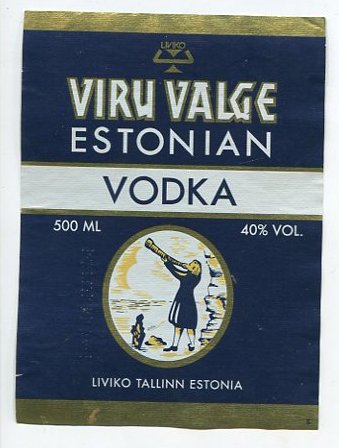 LIVIKO
VIRU VALGE
ESTONIAN
VODKA
500 ML
40% VOL.
LIVIKO TALLINN ESTONIA